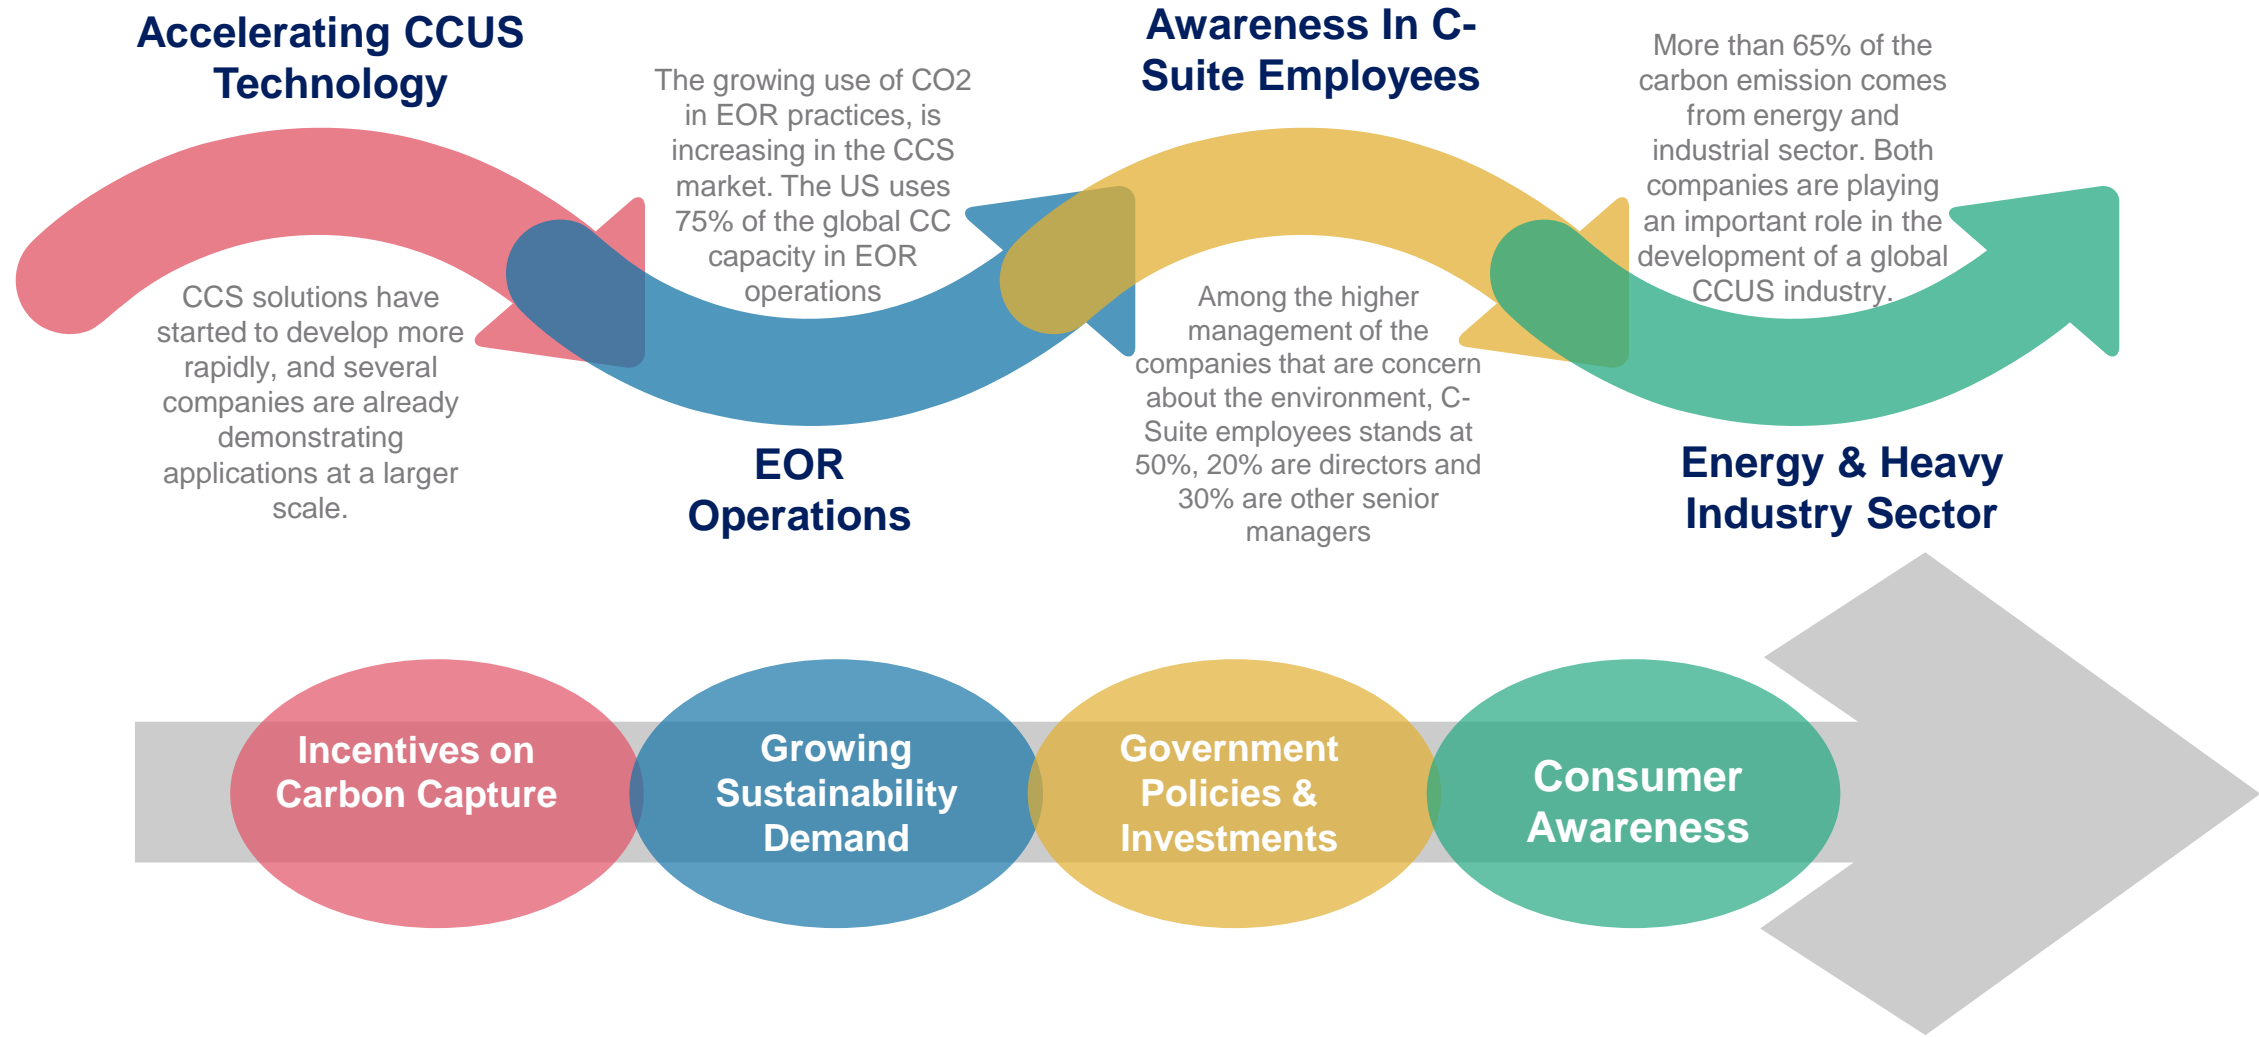 Accelerating CCUS
Technology
CCS solutions have
started to develop more
rapidly, and several
companies are already
demonstrating
applications at a larger
scale.
The growing use of CO2
in EOR practices, is
increasing in the CCS
market. The US uses
75% of the global CC
capacity in EOR
operations
EOR
Operations
Awareness In C-
Suite Employees
Among the higher
management of the
companies that are concern
about the environment, C-
Suite employees stands at
50%, 20% are directors and
30% are other senior
managers
More than 65% of the
carbon emission comes
from energy and
industrial sector. Both
companies are playing
an important role in the
development of a global
CCUS industry.
Energy & Heavy
Industry Sector
Incentives on
Carbon Capture
Growing
Sustainability
Demand
Government
Policies &
Investments
Consumer
Awareness